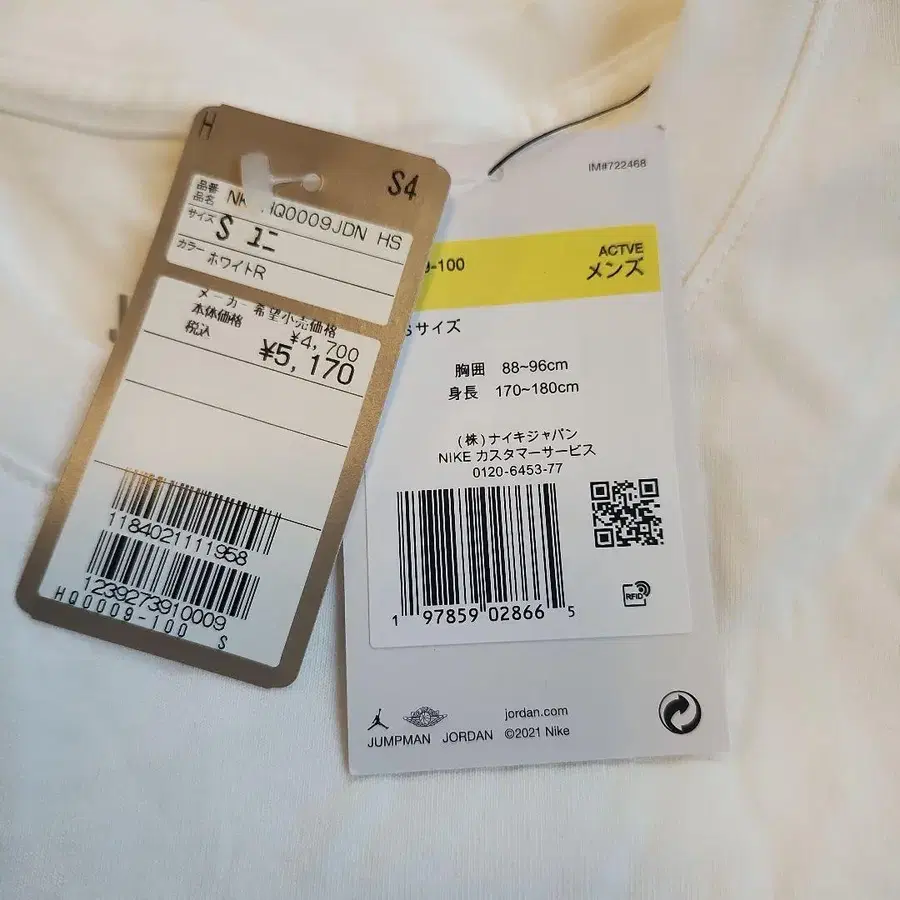 H
S4
品番
品名
NK HQ0009JDN HS
サイズ
S ユニ
カラー
ホワイトR
メーカー希望小売価格
本体価格
¥4,700
税込
¥5,170
1184021111958
1239273910009
HQ0009-100 S
IM#722468
9-100
ACTVE
メンズ
Sサイズ
胸囲 88~96cm
身長 170~180cm
(株)ナイキジャパン
NIKE カスタマーサービス
0120-6453-77
1 97859 02866 5
RFID
jordan.com
JUMPMAN JORDAN ©2021 Nike